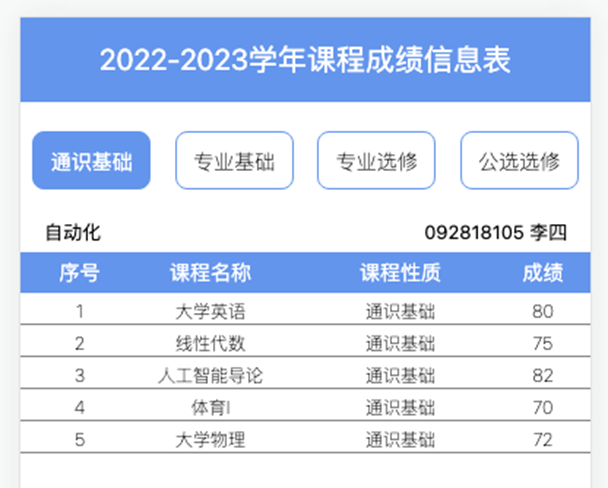 2022-2023学年课程成绩信息表
通识基础 专业基础 专业选修 公选选修
自动化 092818105 李四
序号 课程名称 课程性质 成绩
1 大学英语 通识基础 80
2 线性代数 通识基础 75
3 人工智能导论 通识基础 82
4 体育I 通识基础 70
5 大学物理 通识基础 72